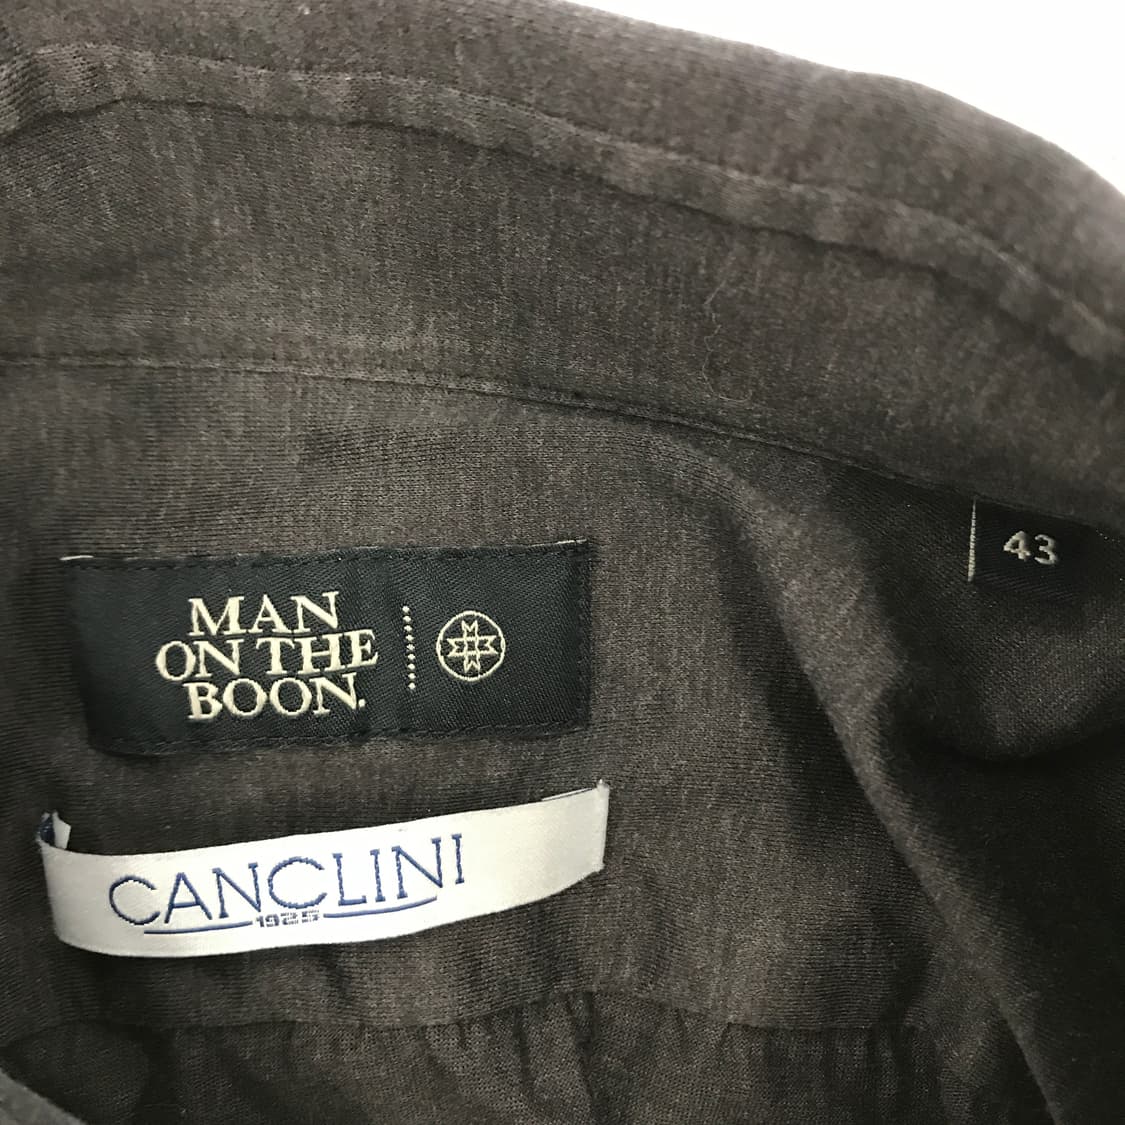 MAN
ON THE
BOON.
43
CANCLINI
1925